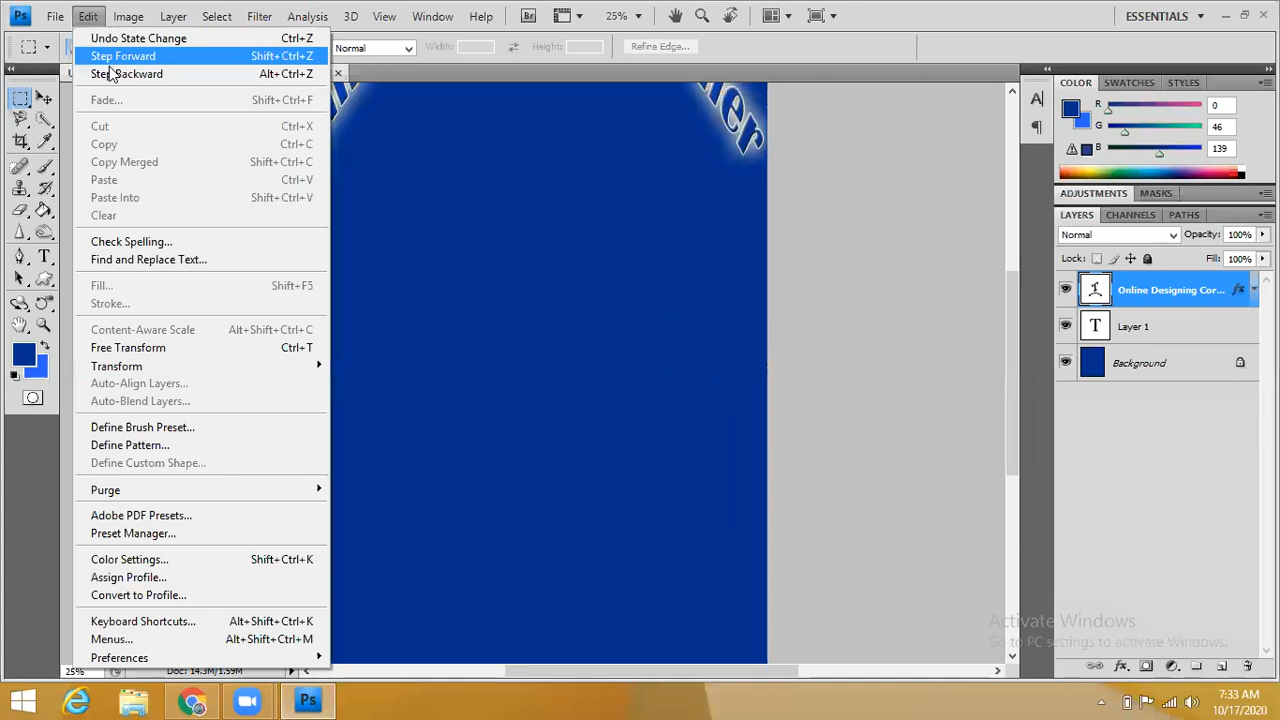 Ps File Edit Image Layer Select Filter Analysis 3D View Window Help Br 25% ESSENTIALS
Normal Width: Height: Refine Edge...
Undo State Change Ctrl+Z
Step Forward Shift+Ctrl+Z
Step Backward Alt+Ctrl+Z
Fade... Shift+Ctrl+F
Cut Ctrl+X
Copy Ctrl+C
Copy Merged Shift+Ctrl+C
Paste Ctrl+V
Paste Into Shift+Ctrl+V
Clear
Check Spelling...
Find and Replace Text...
Fill... Shift+F5
Stroke...
Content-Aware Scale Alt+Shift+Ctrl+C
Free Transform Ctrl+T
Transform
Auto-Align Layers...
Auto-Blend Layers...
Define Brush Preset...
Define Pattern...
Define Custom Shape...
Purge
Adobe PDF Presets...
Preset Manager...
Color Settings... Shift+Ctrl+K
Assign Profile...
Convert to Profile...
Keyboard Shortcuts... Alt+Shift+Ctrl+K
Menus... Alt+Shift+Ctrl+M
Preferences
COLOR SWATCHES STYLES
R 0
G 46
B 139
ADJUSTMENTS MASKS
LAYERS CHANNELS PATHS
Normal Opacity: 100%
Lock: Fill: 100%
Online Designing Cor... fx
T Layer 1
Background
Activate Windows
Go to PC settings to activate Windows.
25% Doc: 14.3M/1.59M
Ps 7:33 AM
10/17/2020